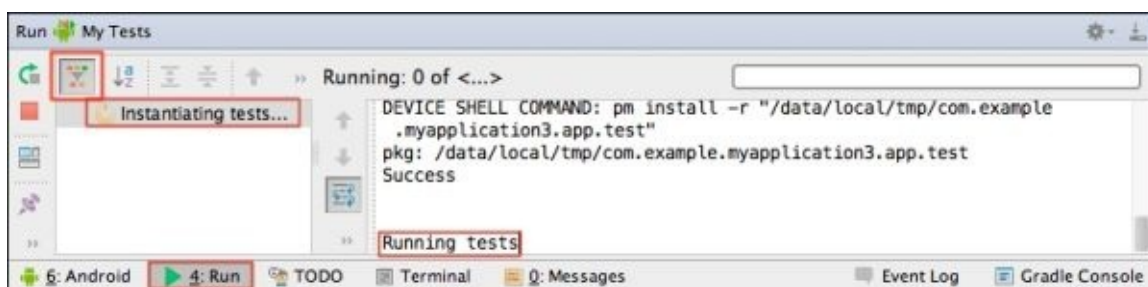 Run My Tests
Running: 0 of <...>
Instantiating tests...
DEVICE SHELL COMMAND: pm install -r "/data/local/tmp/com.example
.myapplication3.app.test"
pkg: /data/local/tmp/com.example.myapplication3.app.test
Success
Running tests
6: Android 4: Run TODO Terminal 0: Messages Event Log Gradle Console